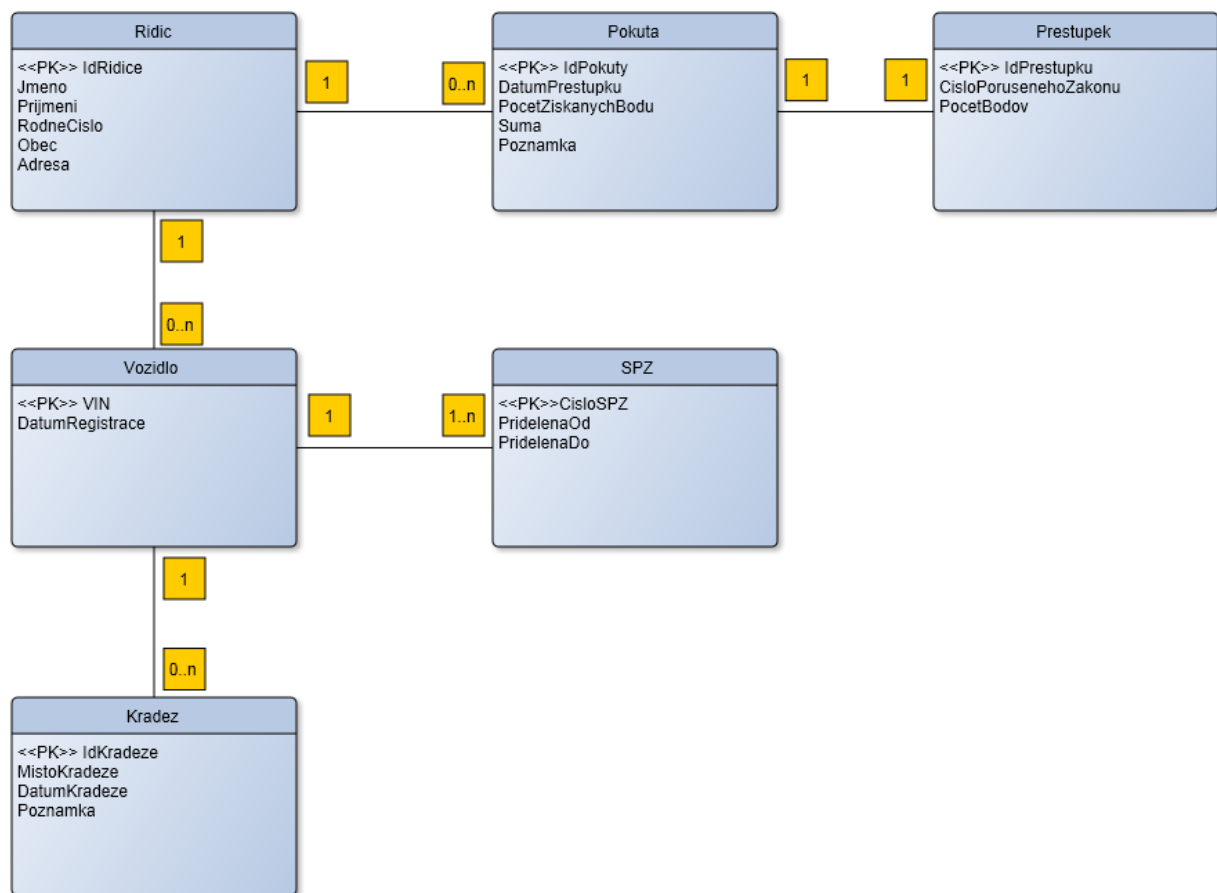 Ridic
<<PK>> IdRidice
Jmeno
Prijmeni
RodneCislo
Obec
Adresa
1
0..n
Pokuta
<<PK>> IdPokuty
DatumPrestupku
PocetZiskanychBodu
Suma
Poznamka
1
1
Prestupek
<<PK>> IdPrestupku
CisloPorusenehoZakonu
PocetBodov
1
0..n
Vozidlo
<<PK>> VIN
DatumRegistrace
1
1..n
SPZ
<<PK>>CisloSPZ
PridelenaOd
PridelenaDo
1
0..n
Kradez
<<PK>> IdKradeze
MistoKradeze
DatumKradeze
Poznamka